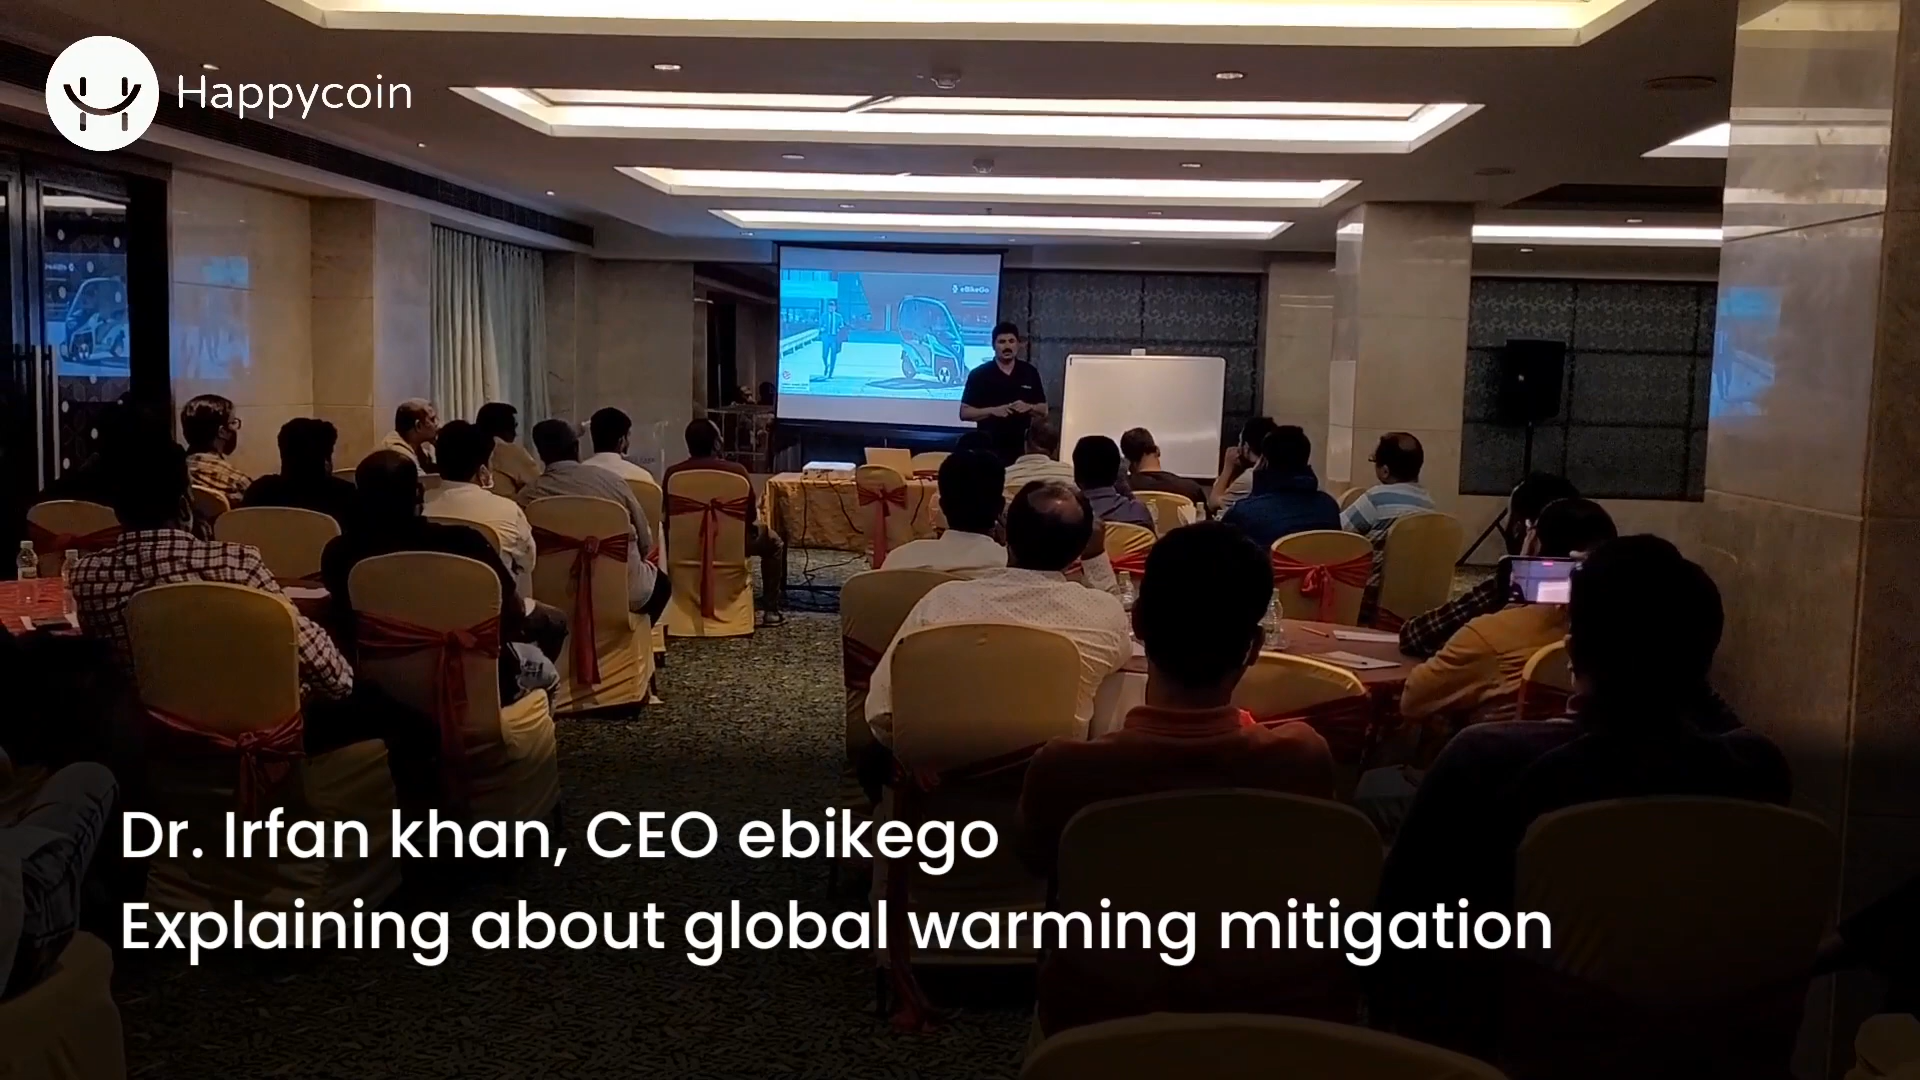 Happycoin
eBikeGo
Dr. Irfan khan, CEO ebikego
Explaining about global warming mitigation